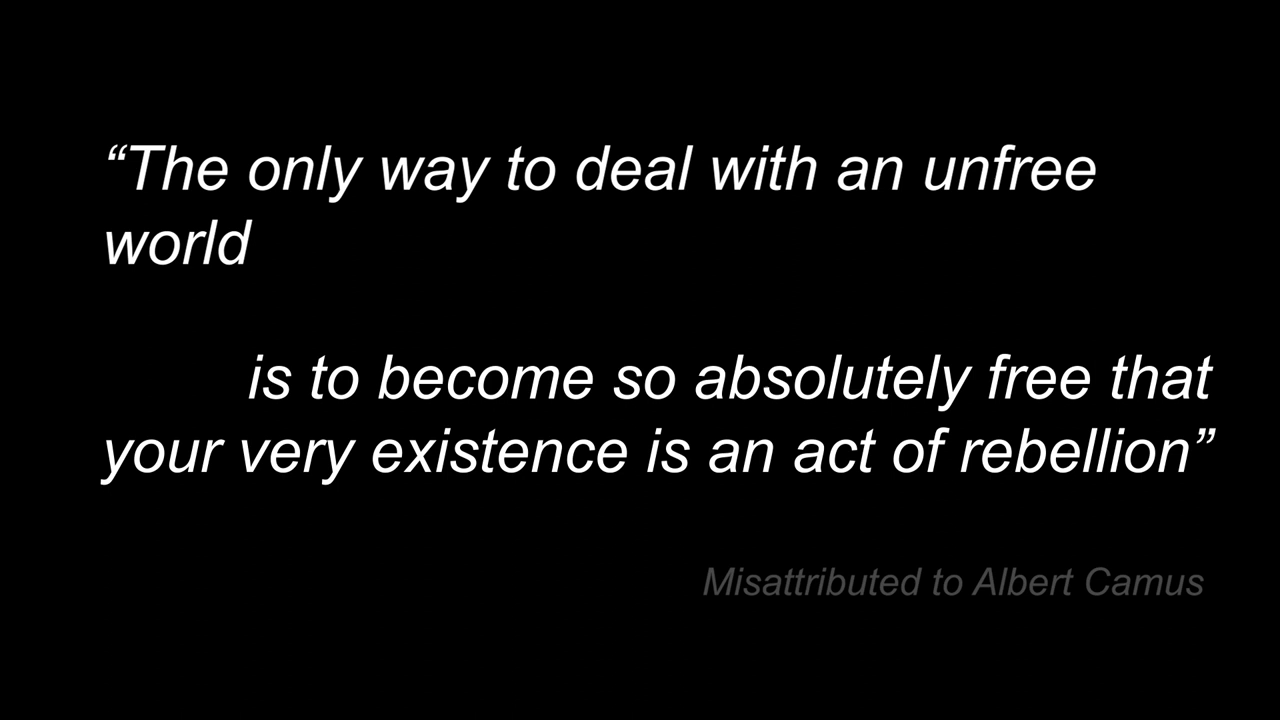 “The only way to deal with an unfree
world
is to become so absolutely free that
your very existence is an act of rebellion”
Misattributed to Albert Camus